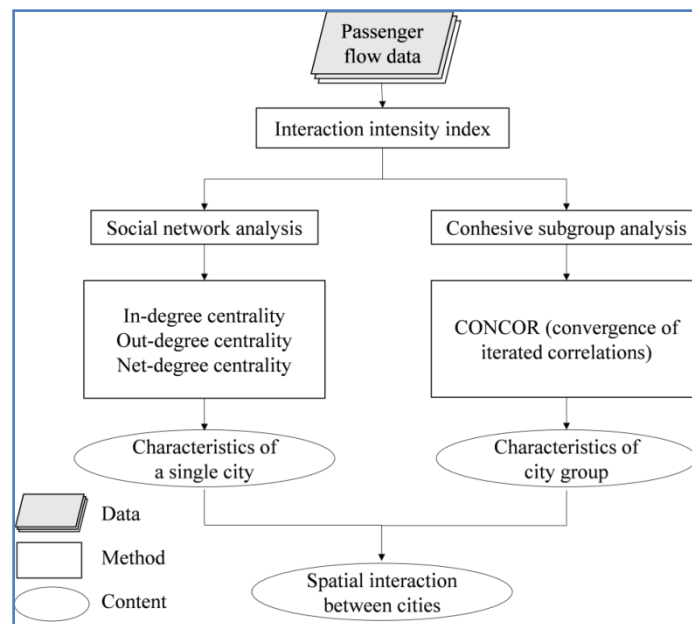 Passenger
flow data
Interaction intensity index
Social network analysis
Conhesive subgroup analysis
In-degree centrality
Out-degree centrality
Net-degree centrality
CONCOR (convergence of
iterated correlations)
Characteristics of
a single city
Characteristics of
city group
Data
Method
Content
Spatial interaction
between cities